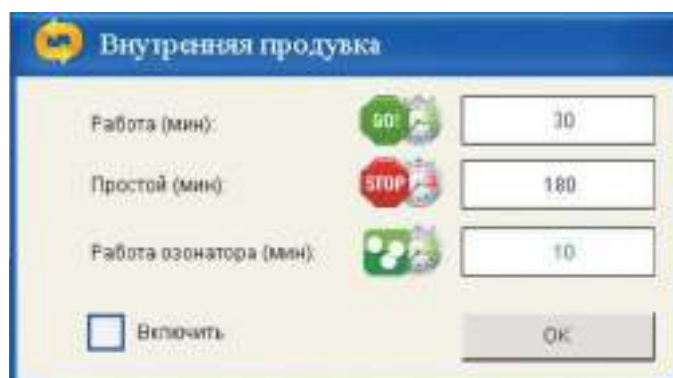 Внутренняя продувка
Работа (мин): GO! 30
Простой (мин): STOP 180
Работа озонатора (мин): 10
Включить OK